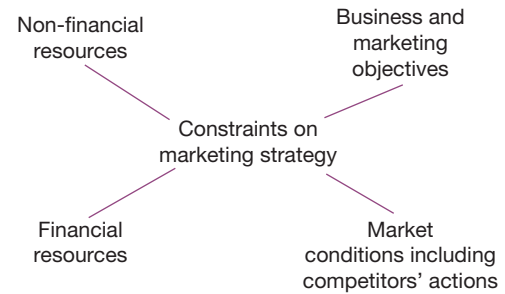 Non-financial
resources
Business and
marketing
objectives
Constraints on
marketing strategy
Financial
resources
Market
conditions including
competitors’ actions